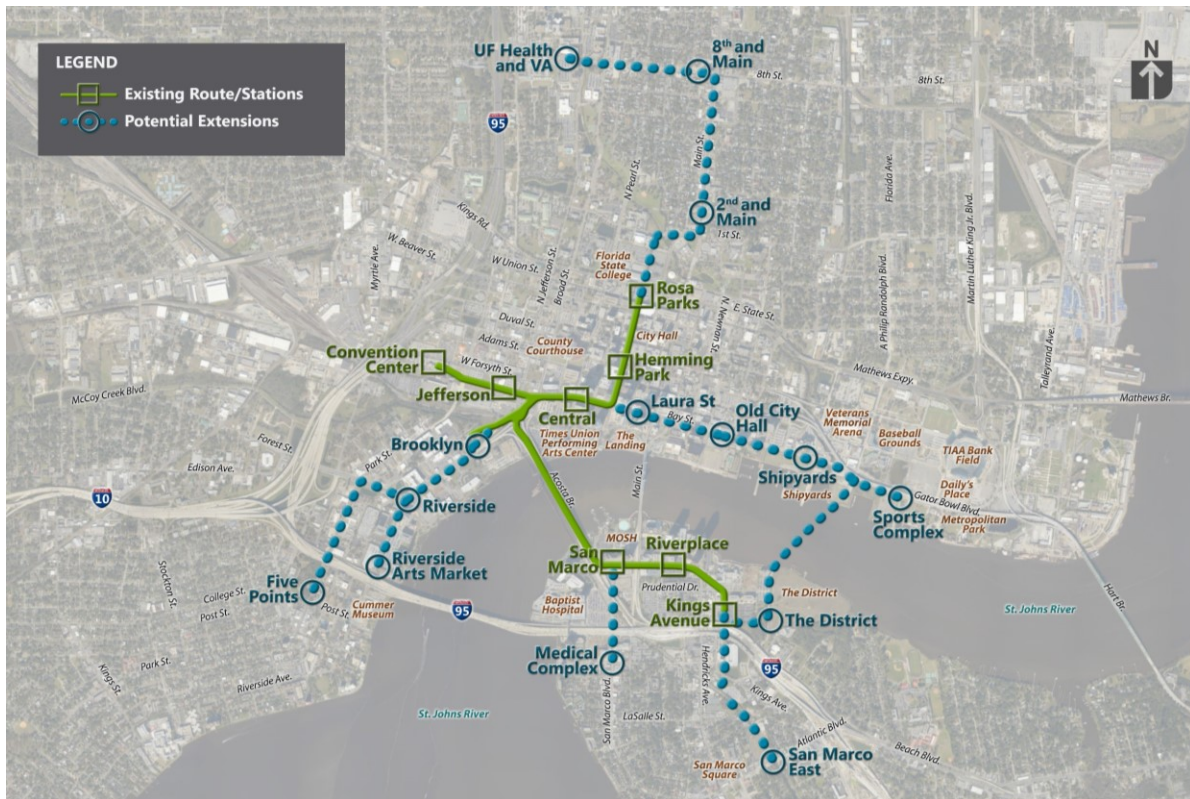 LEGEND
Existing Route/Stations
Potential Extensions
N
UF Health
and VA
8th and
Main
8th St.
8th St.
95
Main St.
N Pearl St.
Florida Ave.
Martin Luther King Jr. Blvd.
2nd and
Main
1st St.
Kings Rd.
W. Beaver St.
Myrtle Ave.
W Union St.
N Jefferson St.
Broad St.
Florida
State
College
Rosa
Parks
N. Newnan St.
E. State St.
A Philip Randolph Blvd.
Talleyrand Ave.
Duval St.
Adams St.
County
Courthouse
City Hall
Hemming
Park
Convention
Center
W Forsyth St.
Jefferson
Central
McCoy Creek Blvd.
Mathews Expy.
Mathews Br.
Laura St
Bay St.
Old City
Hall
Veterans
Memorial
Arena
Baseball
Grounds
TIAA Bank
Field
Daily's
Place
Gator Bowl Blvd.
Metropolitan
Park
Times Union
Performing
Arts Center
The
Landing
Brooklyn
Forest St.
Edison Ave.
Park St.
10
Riverside
Acosta Br.
Main St.
Shipyards
Shipyards
Sports
Complex
Riverside
Arts Market
MOSH
San
Marco
Riverplace
Prudential Dr.
Five
Points
Stockton St.
College St.
Post St.
Post St.
Cummer
Museum
95
Baptist
Hospital
Kings
Avenue
The District
The District
Hart Br.
St. Johns River
Medical
Complex
95
Hendricks Ave.
San Marco Blvd.
Kings St.
Park St.
Riverside Ave.
St. Johns River
LaSalle St.
Kings Ave.
Atlantic Blvd.
Beach Blvd.
San Marco
Square
San Marco
East